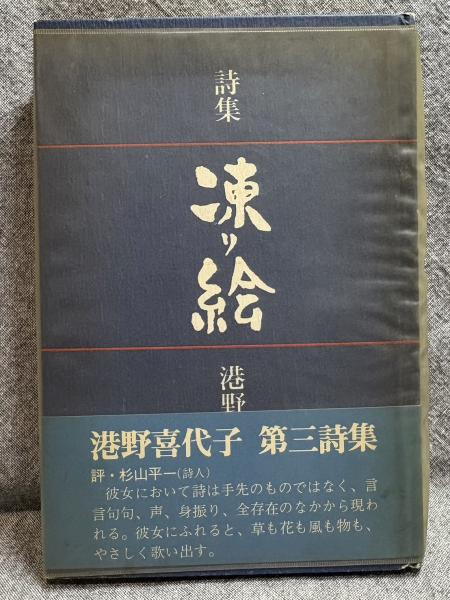 詩集
凍り絵
港野
港野喜代子 第三詩集
評・杉山平一(詩人)
彼女において詩は手先のものではなく、言
言句句、声、身振り、全存在のなかから現わ
れる。彼女にふれると、草も花も風も物も、
やさしく歌い出す。